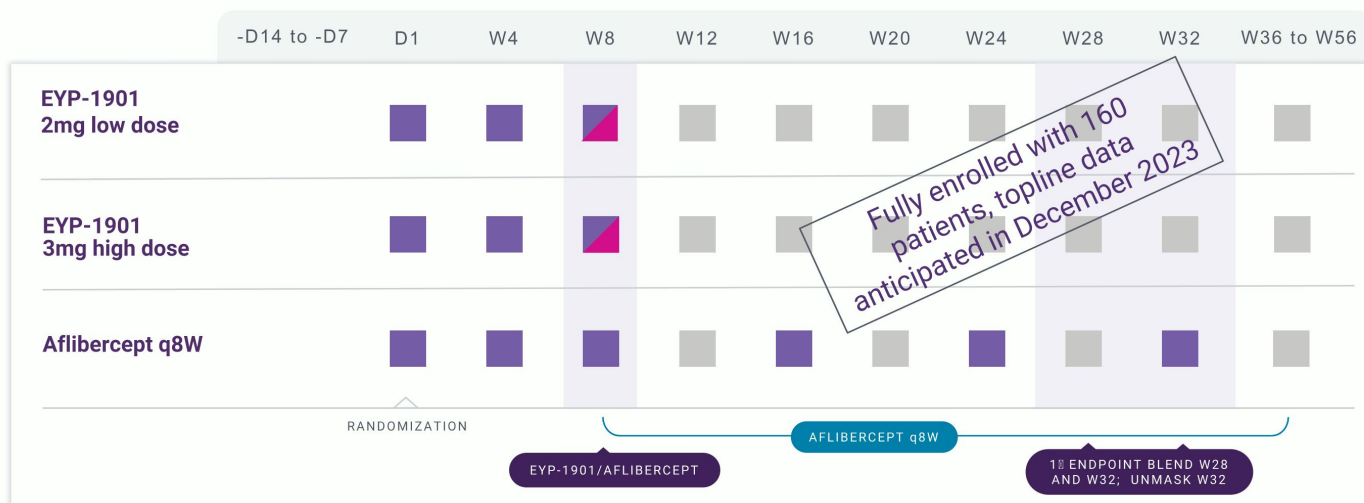 -D14 to -D7 D1 W4 W8 W12 W16 W20 W24 W28 W32 W36 to W56
EYP-1901
2mg low dose
EYP-1901
3mg high dose
Aflibercept q8W
Fully enrolled with 160
patients, topline data
anticipated in December 2023
RANDOMIZATION
AFLIBERCEPT q8W
EYP-1901/AFLIBERCEPT
1▯ ENDPOINT BLEND W28
AND W32; UNMASK W32